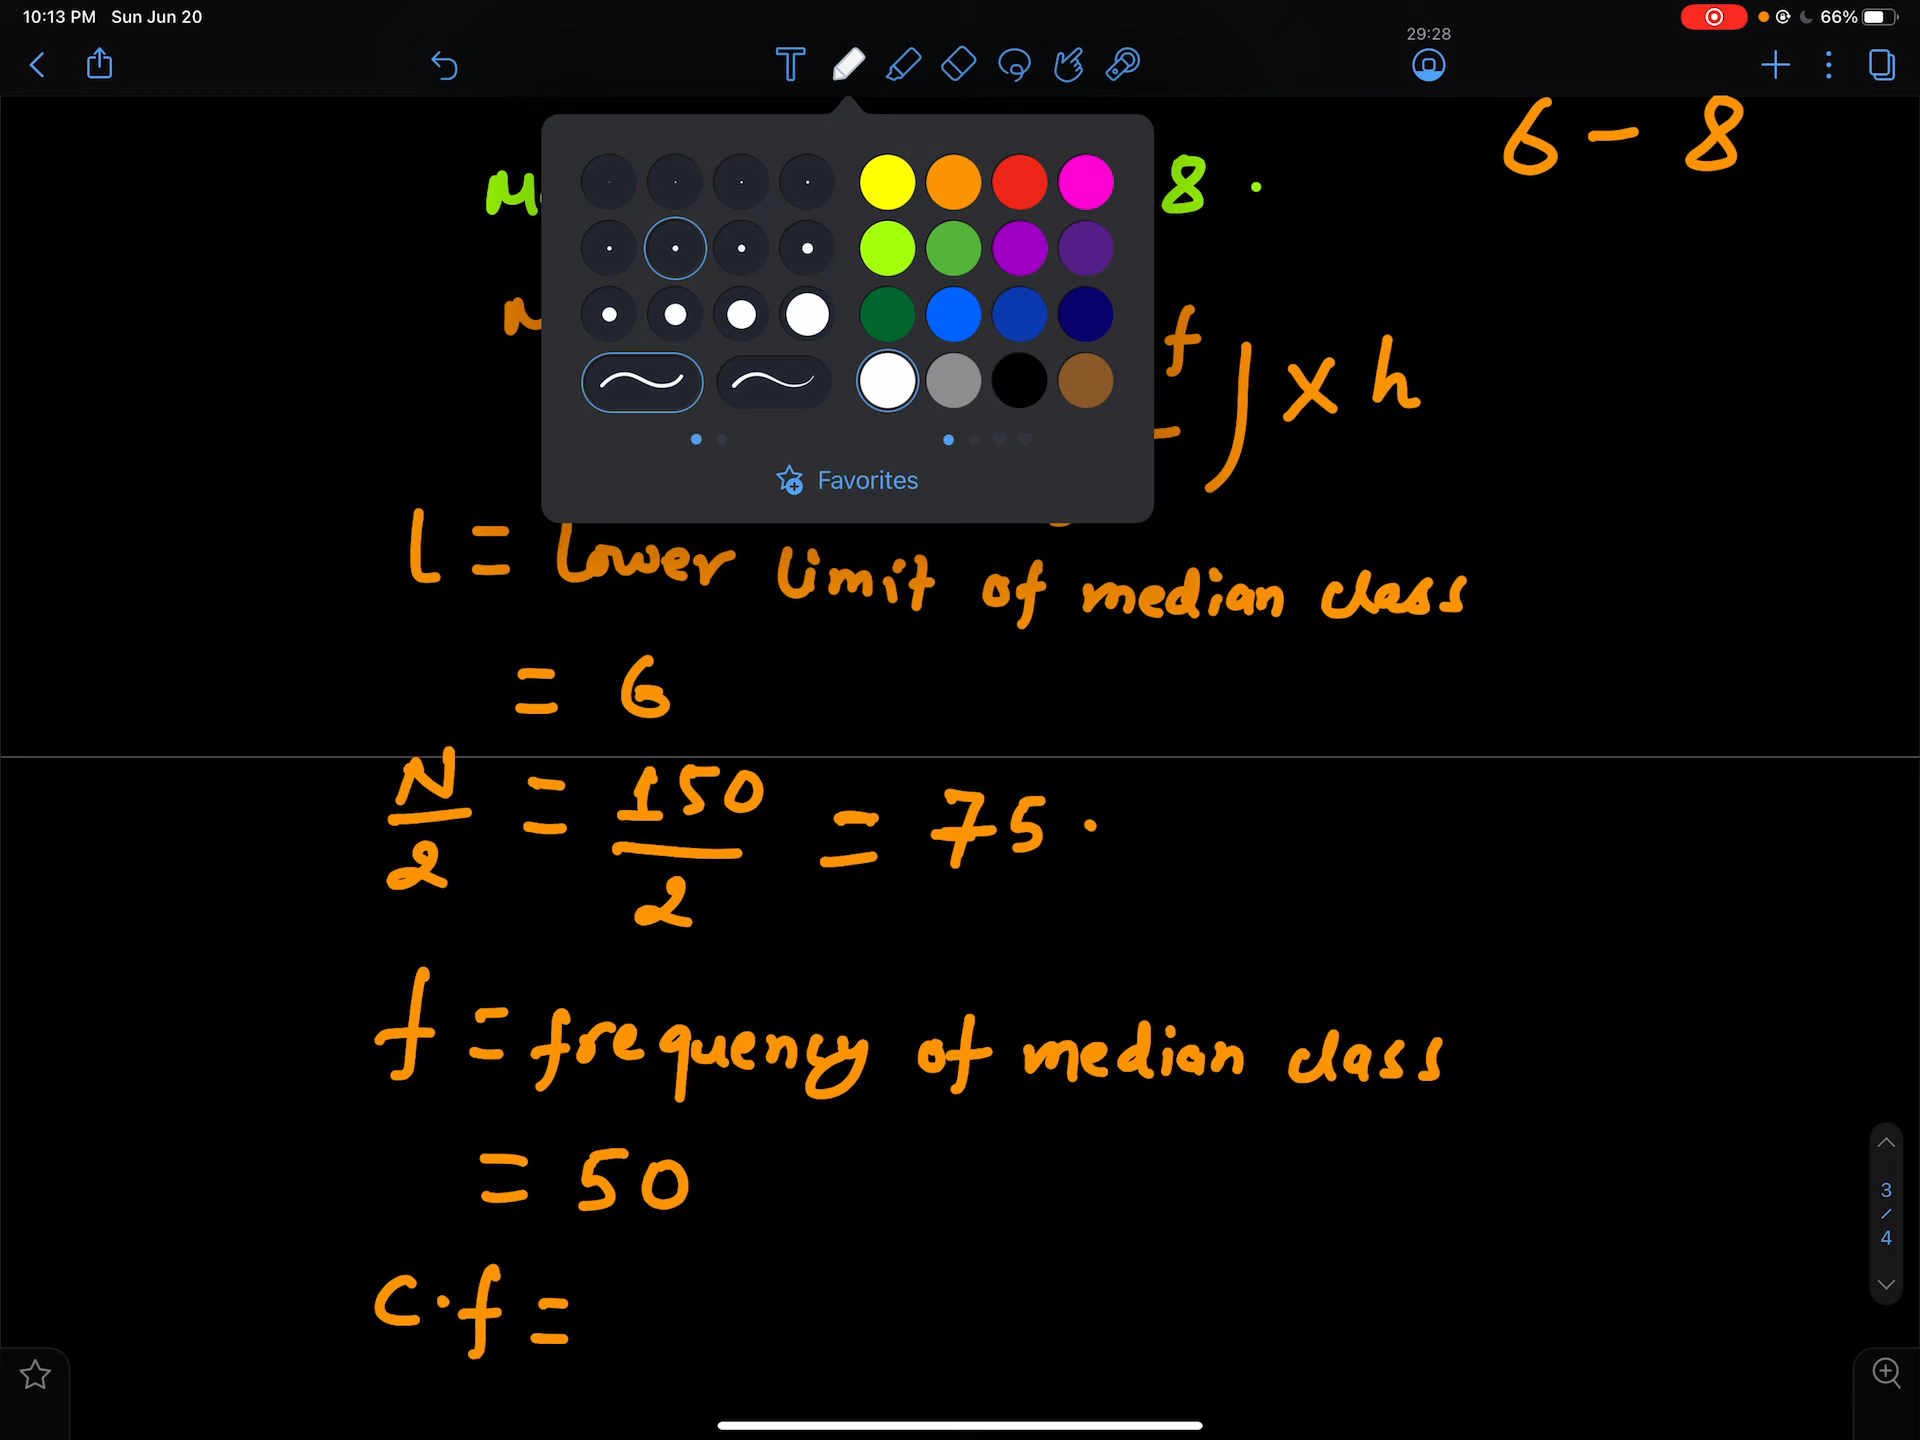 10:13 PM Sun Jun 20
66%
29:28
6 - 8
8 .
f
) x h
Favorites
l = lower limit of median class
= 6
N/2 = 150/2 = 75 .
f = frequency of median class
= 50
3
/
4
c.f =